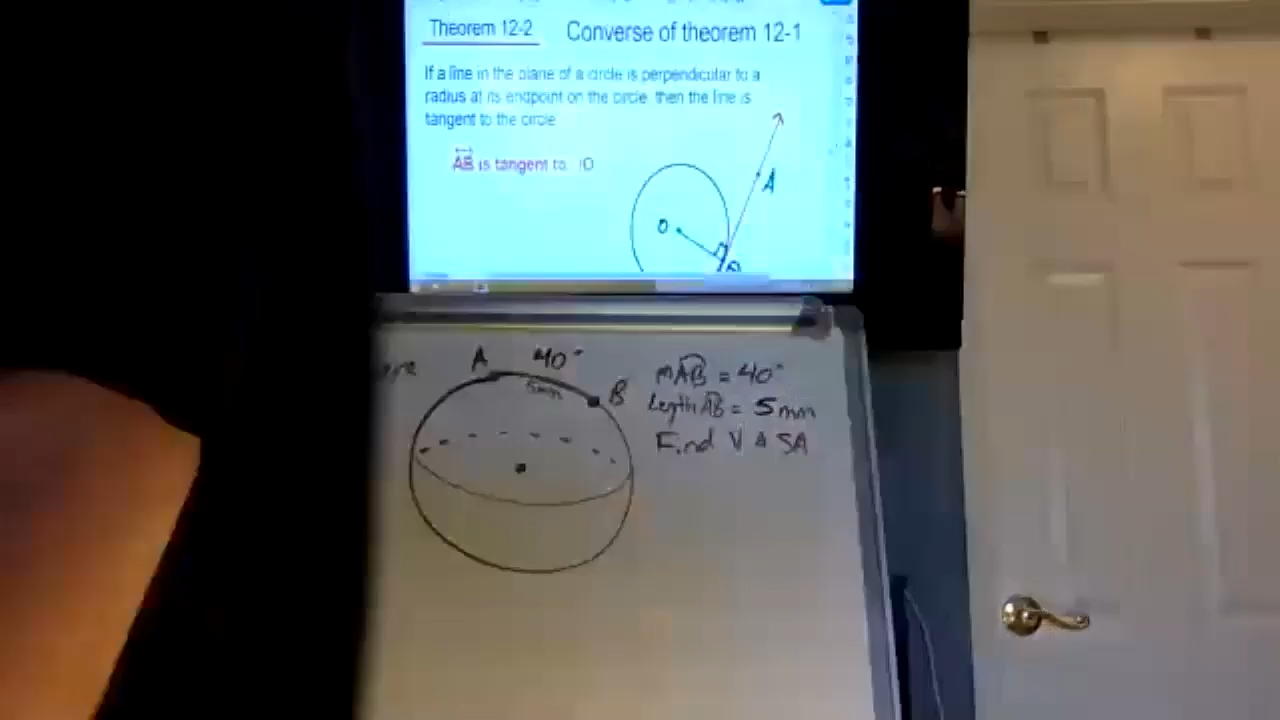 Theorem 12-2 Converse of theorem 12-1
If a line in the plane of a circle is perpendicular to a
radius at its endpoint on the circle, then the line is
tangent to the circle
AB is tangent to O
A
O
A 40°
5mm
B
mAB = 40°
Length AB = 5mm
Find V & SA